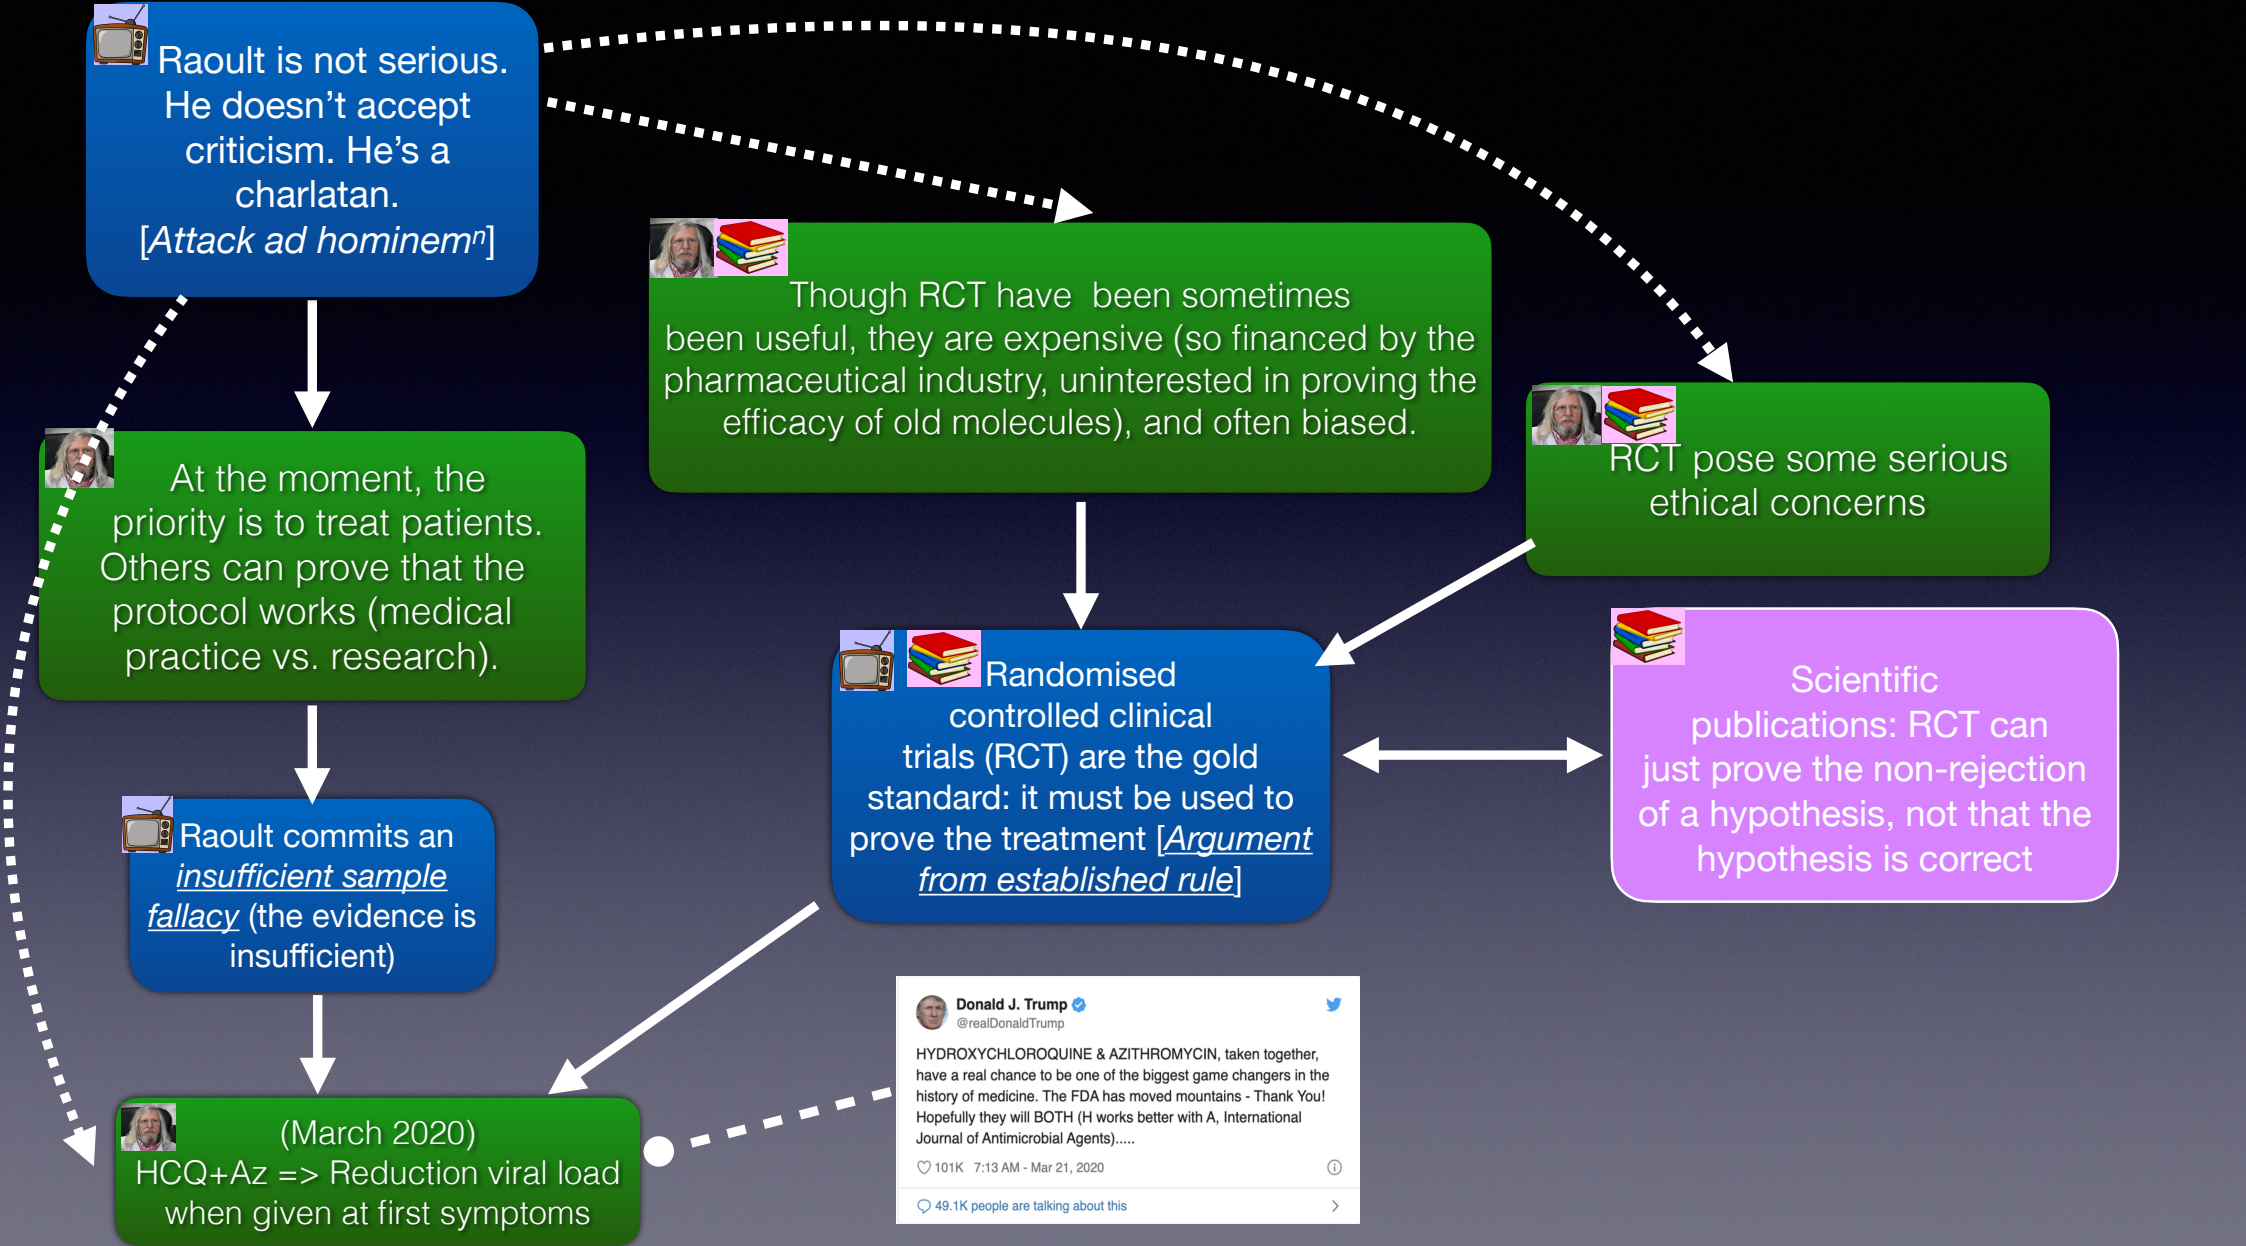 Raoult is not serious.
He doesn’t accept
criticism. He’s a
charlatan.
[Attack ad hominemⁿ]
Though RCT have been sometimes
been useful, they are expensive (so financed by the
pharmaceutical industry, uninterested in proving the
efficacy of old molecules), and often biased.
RCT pose some serious
ethical concerns
At the moment, the
priority is to treat patients.
Others can prove that the
protocol works (medical
practice vs. research).
Randomised
controlled clinical
trials (RCT) are the gold
standard: it must be used to
prove the treatment [Argument
from established rule]
Scientific
publications: RCT can
just prove the non-rejection
of a hypothesis, not that the
hypothesis is correct
Raoult commits an
insufficient sample
fallacy (the evidence is
insufficient)
(March 2020)
HCQ+Az => Reduction viral load
when given at first symptoms
Donald J. Trump
@realDonaldTrump
HYDROXYCHLOROQUINE & AZITHROMYCIN, taken together,
have a real chance to be one of the biggest game changers in the
history of medicine. The FDA has moved mountains - Thank You!
Hopefully they will BOTH (H works better with A, International
Journal of Antimicrobial Agents).....
101K 7:13 AM - Mar 21, 2020
49.1K people are talking about this